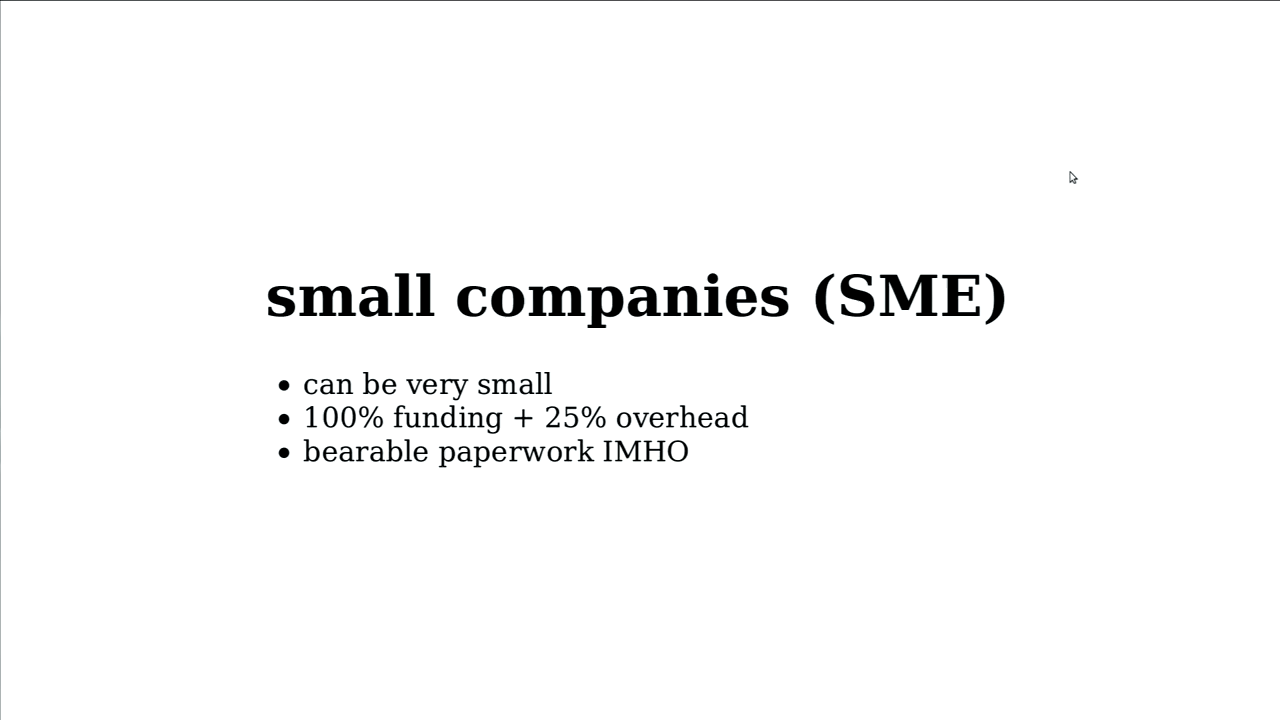 small companies (SME)
• can be very small
• 100% funding + 25% overhead
• bearable paperwork IMHO